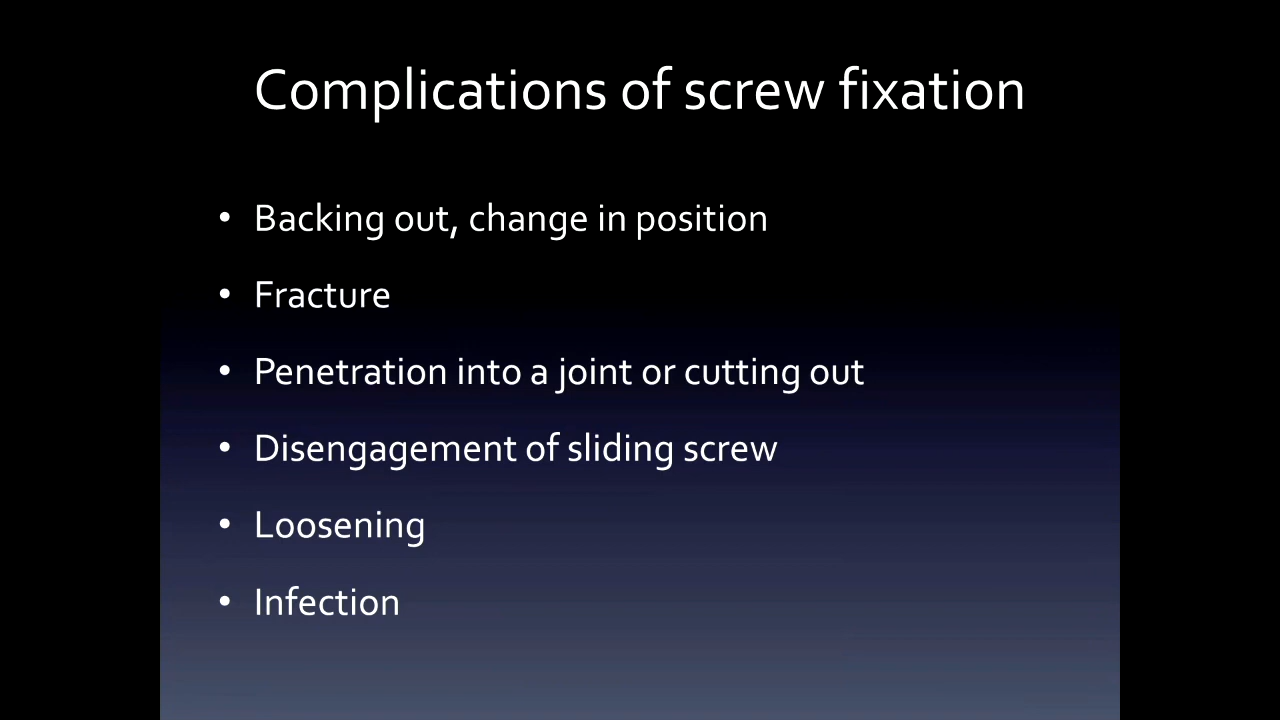 Complications of screw fixation
• Backing out, change in position
• Fracture
• Penetration into a joint or cutting out
• Disengagement of sliding screw
• Loosening
• Infection